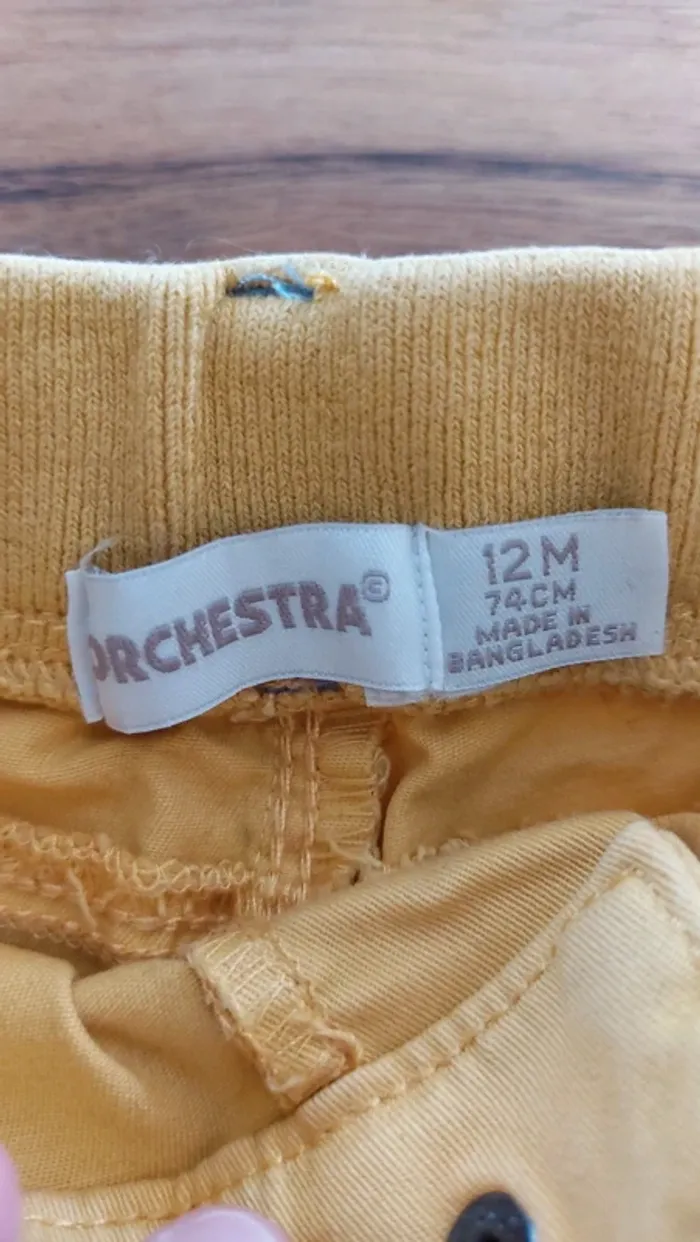 ORCHESTRA©
12M
74CM
MADE IN
BANGLADESH